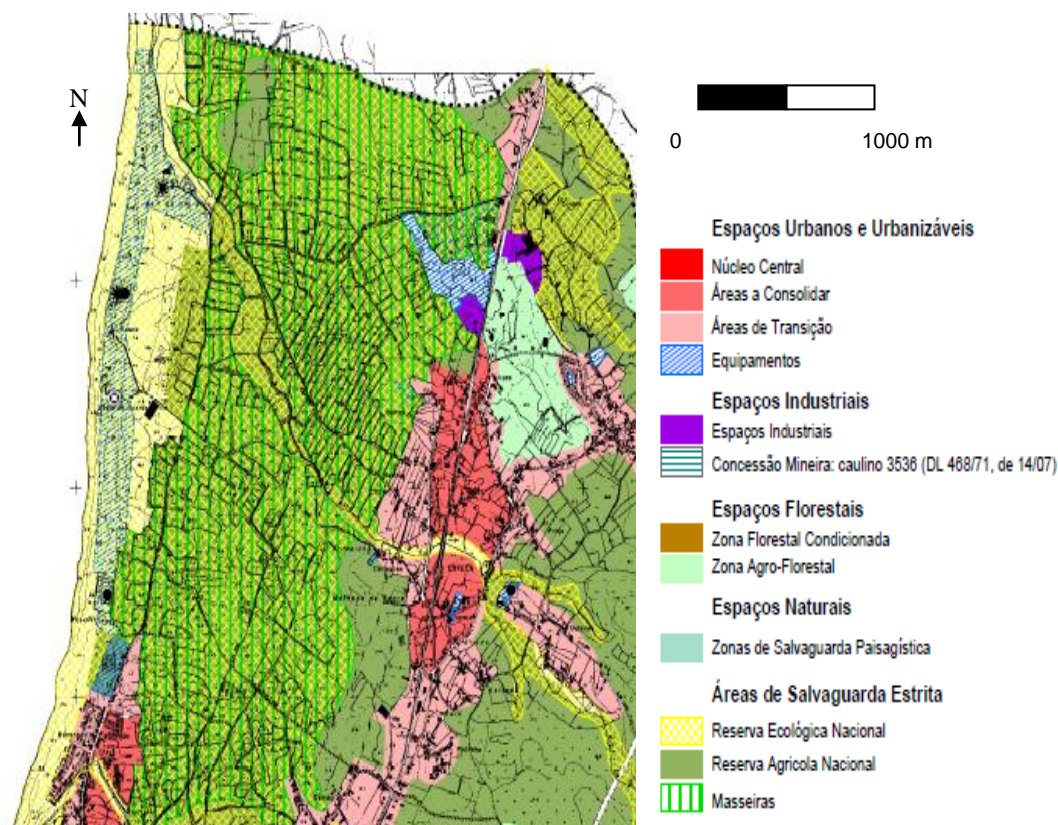 N
0 1000 m
Espaços Urbanos e Urbanizáveis
Núcleo Central
Áreas a Consolidar
Áreas de Transição
Equipamentos
Espaços Industriais
Espaços Industriais
Concessão Mineira: caulino 3536 (DL 468/71, de 14/07)
Espaços Florestais
Zona Florestal Condicionada
Zona Agro-Florestal
Espaços Naturais
Zonas de Salvaguarda Paisagística
Áreas de Salvaguarda Estrita
Reserva Ecológica Nacional
Reserva Agricola Nacional
Masseiras